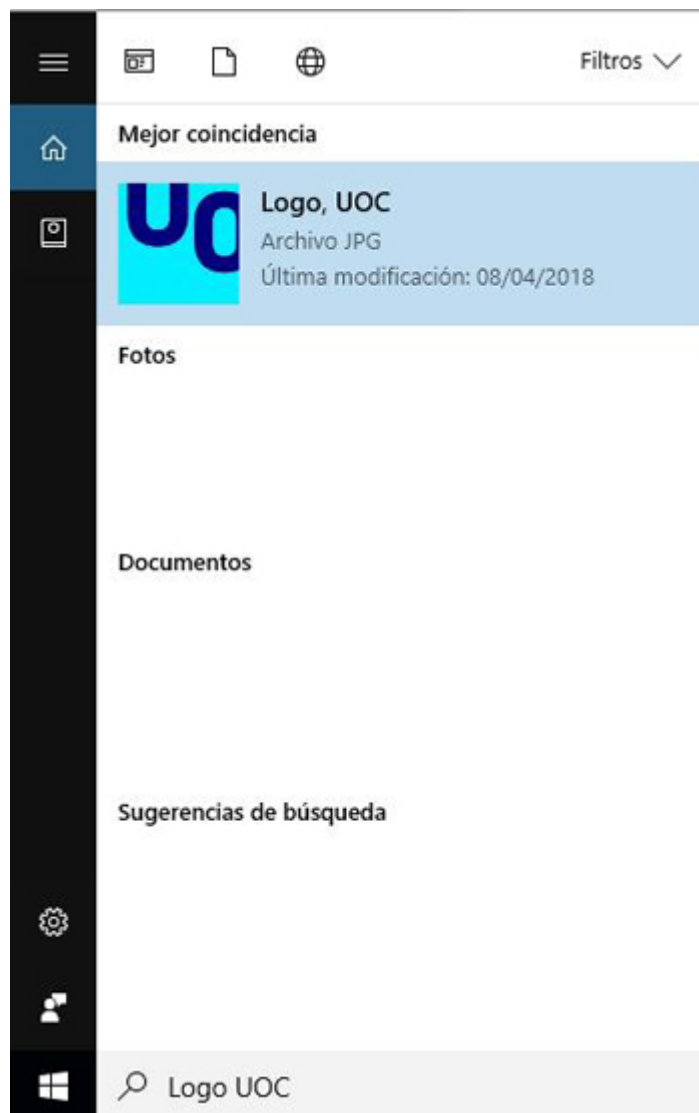 Filtros
Mejor coincidencia
UO
Logo, UOC
Archivo JPG
Última modificación: 08/04/2018
Fotos
Documentos
Sugerencias de búsqueda
Logo UOC